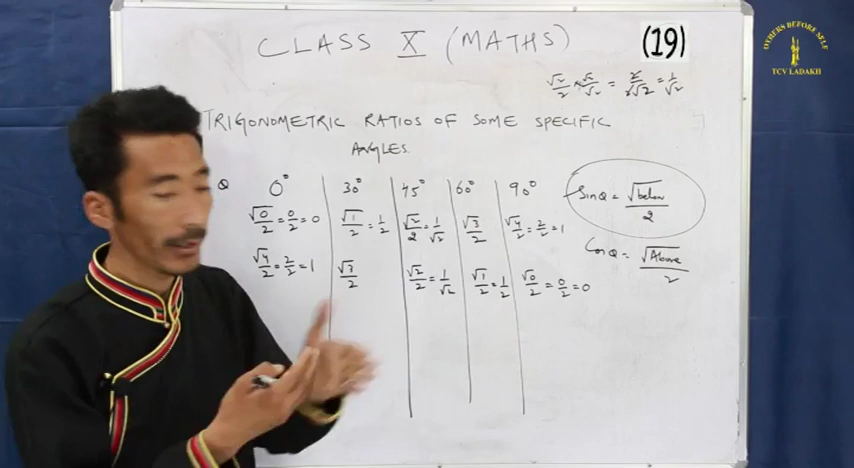 CLASS X (MATHS)
(19)
OTHERS BEFORE SELF
TCV LADAKH
√2/2 × √2/√2 = 2/2√2 = 1/√2
TRIGONOMETRIC RATIOS OF SOME SPECIFIC
ANGLES.
θ 0° 30° 45° 60° 90°
√0/2 = 0/2 = 0 √1/2 = 1/2 √2/2 = 1/√2 √3/2 √4/2 = 2/2 = 1
√4/2 = 2/2 = 1 √3/2 √2/2 = 1/√2 √1/2 = 1/2 √0/2 = 0/2 = 0
Sinθ = √below/2
Cosθ = √Above/2